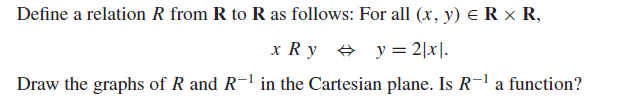 Define a relation R from R to R as follows: For all (x, y) ∈ R × R,
x R y ⇔ y = 2|x|.
Draw the graphs of R and R⁻¹ in the Cartesian plane. Is R⁻¹ a function?